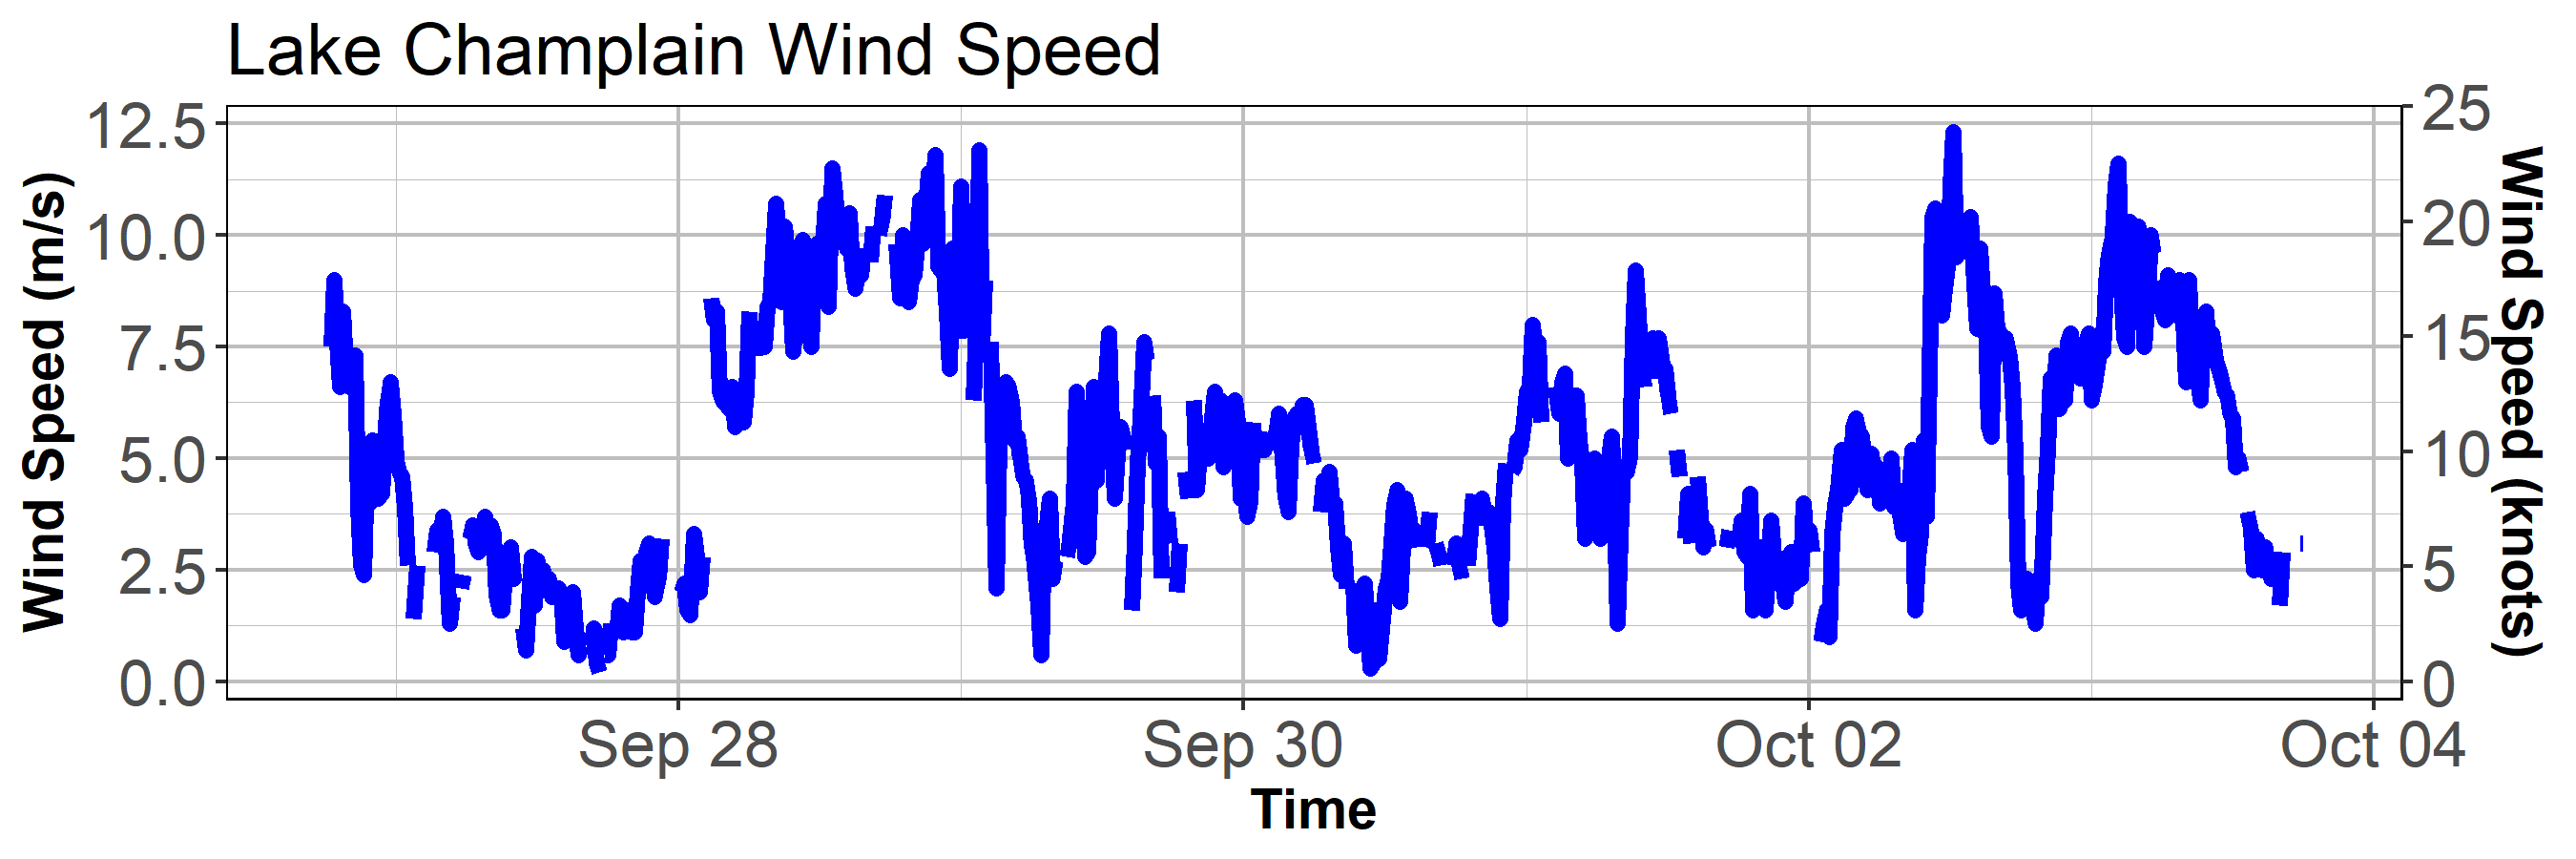 Lake Champlain Wind Speed
Wind Speed (m/s)
12.5
10.0
7.5
5.0
2.5
0.0
25
20
15
10
5
0
Wind Speed (knots)
Sep 28 Sep 30 Oct 02 Oct 04
Time